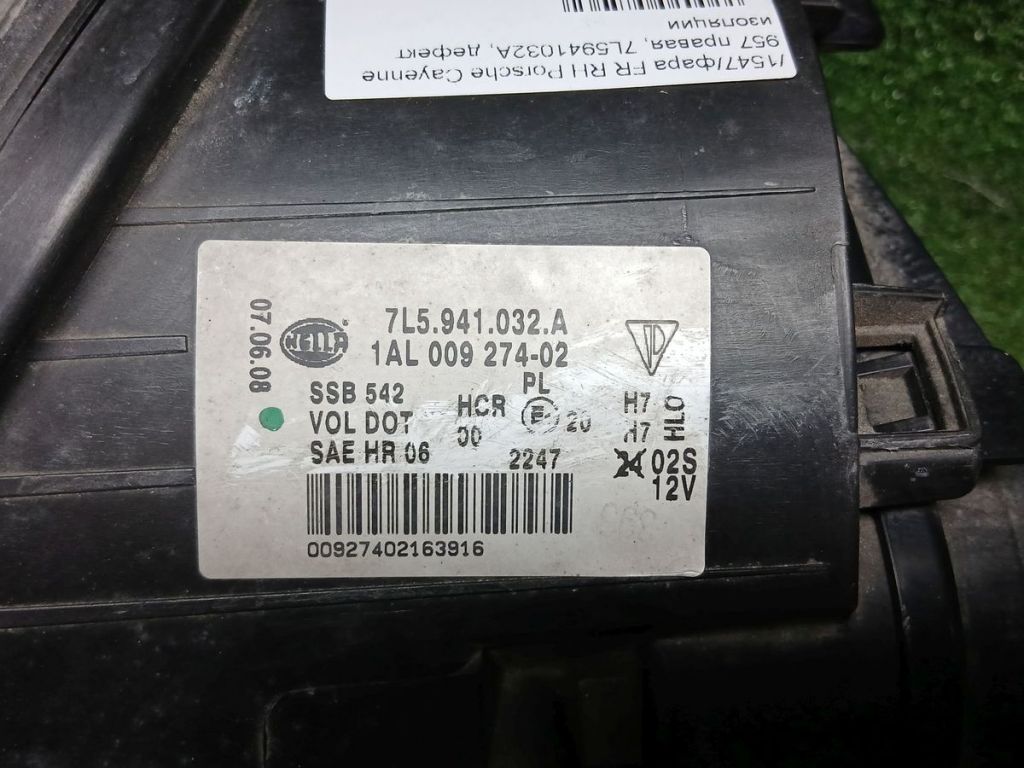 /1547/фара FR RH Porsche Cayenne
957 правая, 7L5941032A, дефект
изоляции
07.06.08
HELLA
7L5.941.032.A
1AL 009 274-02
SSB 542
VOL DOT
SAE HR 06
HCR
00
PL
E
20
2247
H7
H7
HLO
02S
12V
00927402163916